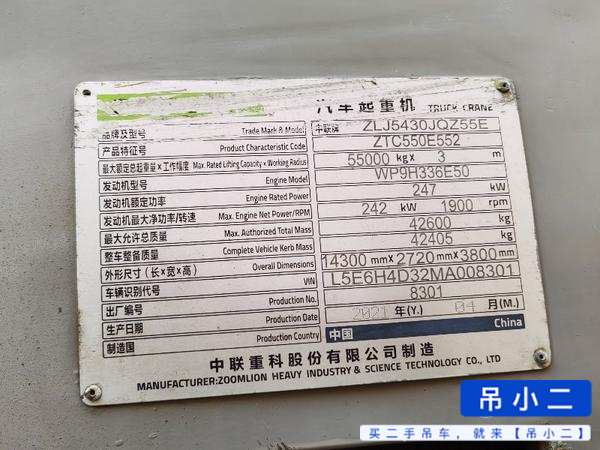 汽车起重机 TRUCK CRANE
品牌及型号 Trade Mark & Model 中联牌 ZLJ5430JQZ55E
产品特征号 Product Characteristic Code ZTC550E552
最大额定总起重量×工作幅度 Max. Rated Lifting Capacity × Working Radius 55000 kg× 3 m
发动机型号 Engine Model WP9H336E50
发动机额定功率 Engine Rated Power 247 kW
发动机最大净功率/转速 Max. Engine Net Power/RPM 242 kW 1900 rpm
最大允许总质量 Max. Authorized Total Mass 42600 kg
整车整备质量 Complete Vehicle Kerb Mass 42405 kg
外形尺寸（长×宽×高） Overall Dimensions 14300 mm×2720 mm×3800 mm
车辆识别代号 VIN L5E6H4D32MA008301
出厂编号 Production No. 8301
生产日期 Production Date 2021 年(Y.) 04 月(M.)
制造国 Production Country 中国 China
中联重科股份有限公司制造
MANUFACTURER:ZOOMLION HEAVY INDUSTRY & SCIENCE TECHNOLOGY CO., LTD
吊小二
买二手吊车，就来【吊小二】